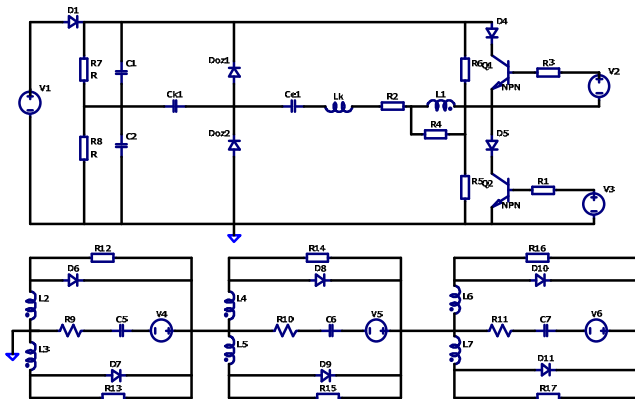 D1
D4
R7
R
C1
Doz1
R6
Q1
R3
V2
V1
NPN
Ck1
Ce1
Lk
R2
L1
R8
R
C2
Doz2
R4
D5
R5
Q2
R1
V3
NPN
R12
R14
R16
D6
D8
D10
L2
L4
L6
R9
C5
V4
R10
C6
V5
R11
C7
V6
L3
L5
L7
D7
D9
D11
R13
R15
R17